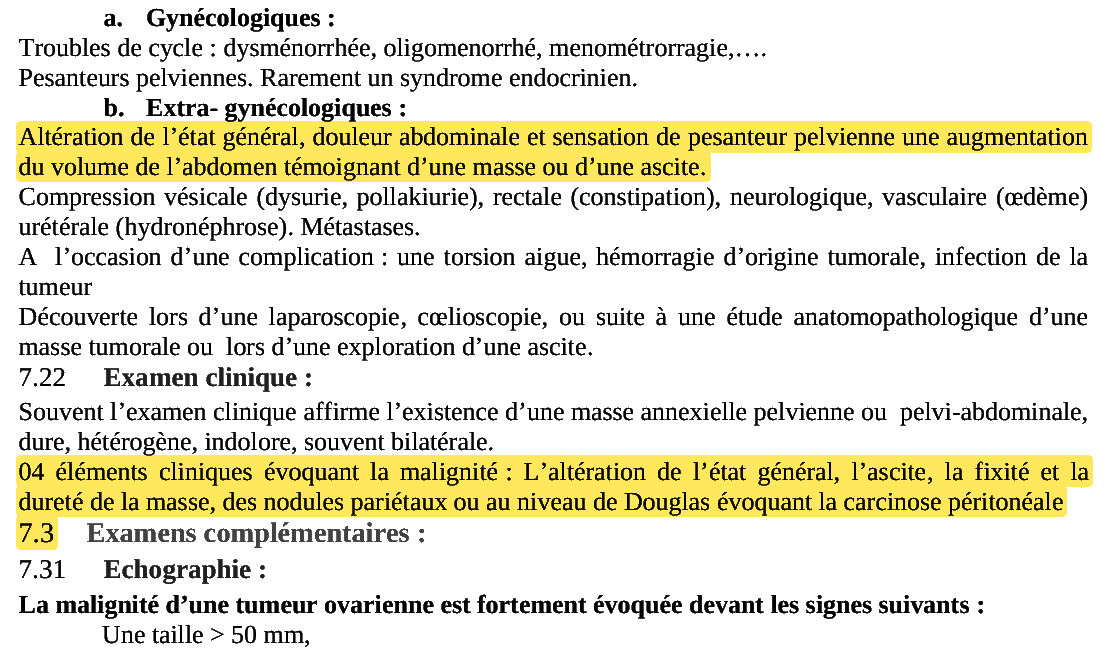 a. Gynécologiques :
Troubles de cycle : dysménorrhée, oligomenorrhé, menométrorragie,….
Pesanteurs pelviennes. Rarement un syndrome endocrinien.
b. Extra- gynécologiques :
Altération de l’état général, douleur abdominale et sensation de pesanteur pelvienne une augmentation
du volume de l’abdomen témoignant d’une masse ou d’une ascite.
Compression vésicale (dysurie, pollakiurie), rectale (constipation), neurologique, vasculaire (œdème)
urétérale (hydronéphrose). Métastases.
A l’occasion d’une complication : une torsion aigue, hémorragie d’origine tumorale, infection de la
tumeur
Découverte lors d’une laparoscopie, cœlioscopie, ou suite à une étude anatomopathologique d’une
masse tumorale ou lors d’une exploration d’une ascite.
7.22 Examen clinique :
Souvent l’examen clinique affirme l’existence d’une masse annexielle pelvienne ou pelvi-abdominale,
dure, hétérogène, indolore, souvent bilatérale.
04 éléments cliniques évoquant la malignité : L’altération de l’état général, l’ascite, la fixité et la
dureté de la masse, des nodules pariétaux ou au niveau de Douglas évoquant la carcinose péritonéale
7.3 Examens complémentaires :
7.31 Echographie :
La malignité d’une tumeur ovarienne est fortement évoquée devant les signes suivants :
Une taille > 50 mm,